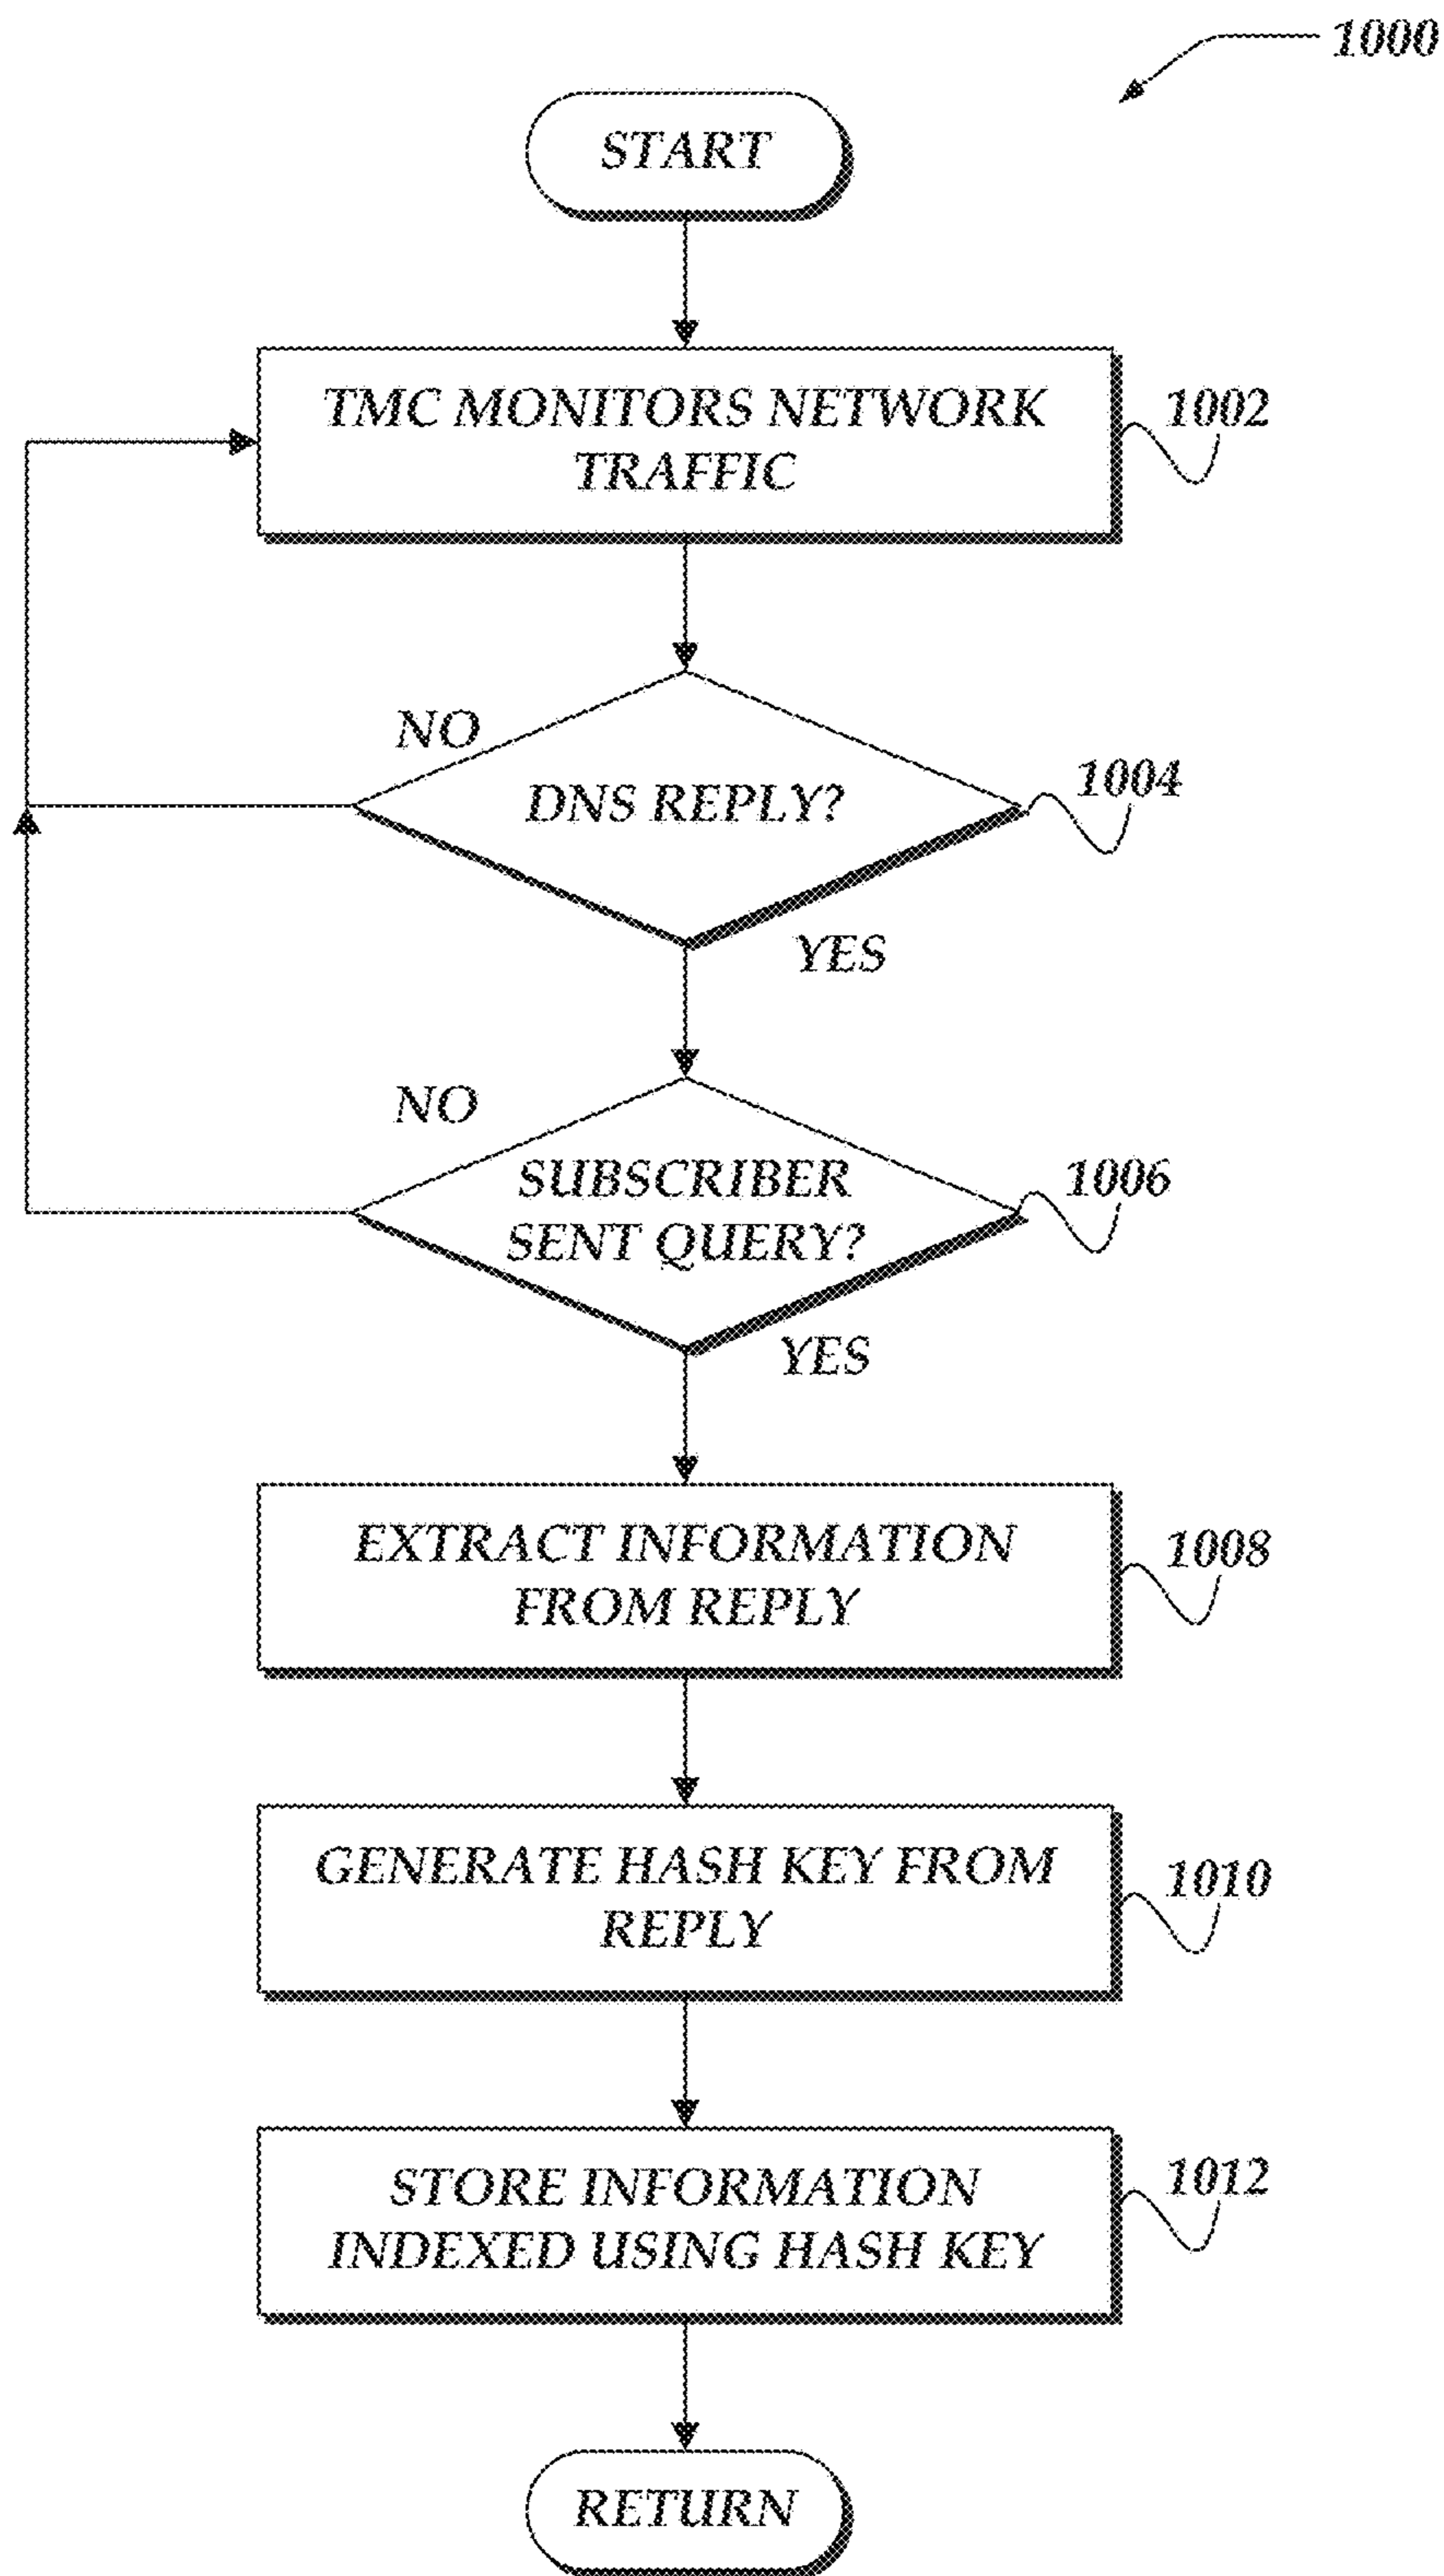 1000
START
TMC MONITORS NETWORK
TRAFFIC
1002
NO
DNS REPLY?
1004
YES
NO
SUBSCRIBER
SENT QUERY?
1006
YES
EXTRACT INFORMATION
FROM REPLY
1008
GENERATE HASH KEY FROM
REPLY
1010
STORE INFORMATION
INDEXED USING HASH KEY
1012
RETURN